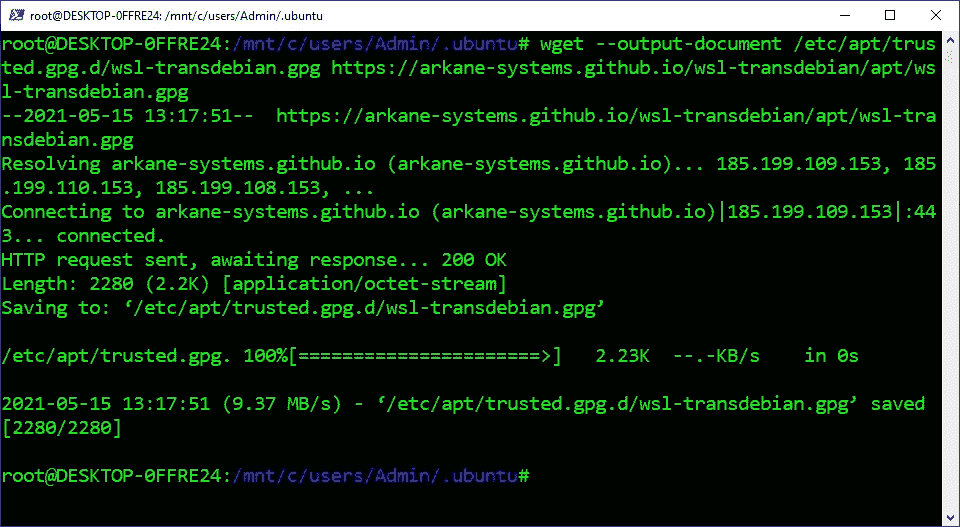 root@DESKTOP-0FFRE24: /mnt/c/users/Admin/.ubuntu
root@DESKTOP-0FFRE24:/mnt/c/users/Admin/.ubuntu# wget --output-document /etc/apt/trus
ted.gpg.d/wsl-transdebian.gpg https://arkane-systems.github.io/wsl-transdebian/apt/ws
l-transdebian.gpg
--2021-05-15 13:17:51--  https://arkane-systems.github.io/wsl-transdebian/apt/wsl-tra
nsdebian.gpg
Resolving arkane-systems.github.io (arkane-systems.github.io)... 185.199.109.153, 185
.199.110.153, 185.199.108.153, ...
Connecting to arkane-systems.github.io (arkane-systems.github.io)|185.199.109.153|:44
3... connected.
HTTP request sent, awaiting response... 200 OK
Length: 2280 (2.2K) [application/octet-stream]
Saving to: ‘/etc/apt/trusted.gpg.d/wsl-transdebian.gpg’
/etc/apt/trusted.gpg. 100%[======================>]   2.23K  --.-KB/s    in 0s
2021-05-15 13:17:51 (9.37 MB/s) - ‘/etc/apt/trusted.gpg.d/wsl-transdebian.gpg’ saved
[2280/2280]
root@DESKTOP-0FFRE24:/mnt/c/users/Admin/.ubuntu#